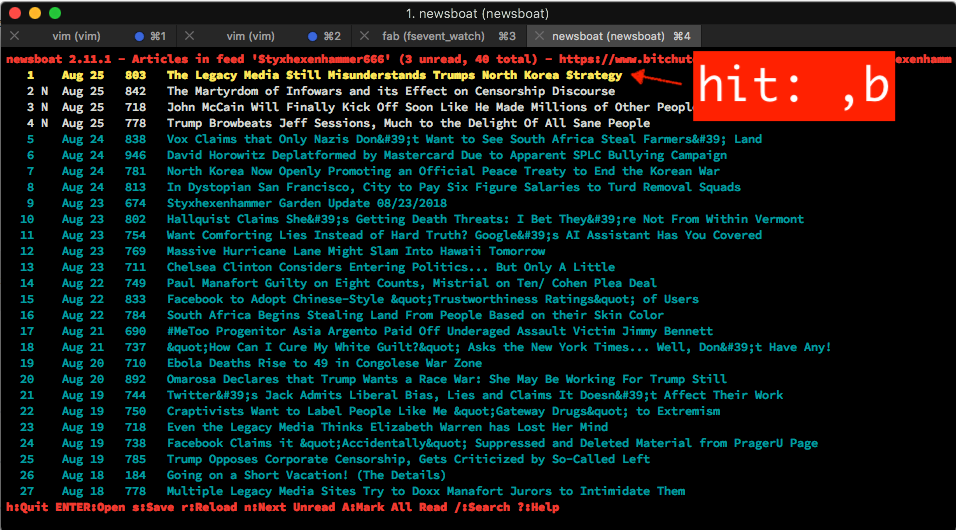 1. newsboat (newsboat)
vim (vim) ⌘1 vim (vim) ⌘2 fab (fsevent_watch) ⌘3 newsboat (newsboat) ⌘4
newsboat 2.11.1 - Articles in feed 'Styxhexenhammer666' (3 unread, 40 total) - https://www.bitchut exenhamm
1 Aug 25 803 The Legacy Media Still Misunderstands Trumps North Korea Strategy
hit: ,b
2 N Aug 25 842 The Martyrdom of Infowars and its Effect on Censorship Discourse
3 N Aug 25 718 John McCain Will Finally Kick Off Soon Like He Made Millions of Other Peopl
4 N Aug 25 778 Trump Browbeats Jeff Sessions, Much to the Delight Of All Sane People
5 Aug 24 838 Vox Claims that Only Nazis Don&#39;t Want to See South Africa Steal Farmers&#39; Land
6 Aug 24 946 David Horowitz Deplatformed by Mastercard Due to Apparent SPLC Bullying Campaign
7 Aug 24 781 North Korea Now Openly Promoting an Official Peace Treaty to End the Korean War
8 Aug 24 813 In Dystopian San Francisco, City to Pay Six Figure Salaries to Turd Removal Squads
9 Aug 23 674 Styxhexenhammer Garden Update 08/23/2018
10 Aug 23 802 Hallquist Claims She&#39;s Getting Death Threats: I Bet They&#39;re Not From Within Vermont
11 Aug 23 754 Want Comforting Lies Instead of Hard Truth? Google&#39;s AI Assistant Has You Covered
12 Aug 23 769 Massive Hurricane Lane Might Slam Into Hawaii Tomorrow
13 Aug 23 711 Chelsea Clinton Considers Entering Politics... But Only A Little
14 Aug 22 749 Paul Manafort Guilty on Eight Counts, Mistrial on Ten/ Cohen Plea Deal
15 Aug 22 833 Facebook to Adopt Chinese-Style &quot;Trustworthiness Ratings&quot; of Users
16 Aug 22 784 South Africa Begins Stealing Land From People Based on their Skin Color
17 Aug 21 690 #MeToo Progenitor Asia Argento Paid Off Underaged Assault Victim Jimmy Bennett
18 Aug 21 737 &quot;How Can I Cure My White Guilt?&quot; Asks the New York Times... Well, Don&#39;t Have Any!
19 Aug 20 710 Ebola Deaths Rise to 49 in Congolese War Zone
20 Aug 20 892 Omarosa Declares that Trump Wants a Race War: She May Be Working For Trump Still
21 Aug 19 744 Twitter&#39;s Jack Admits Liberal Bias, Lies and Claims It Doesn&#39;t Affect Their Work
22 Aug 19 750 Craptivists Want to Label People Like Me &quot;Gateway Drugs&quot; to Extremism
23 Aug 19 718 Even the Legacy Media Thinks Elizabeth Warren has Lost Her Mind
24 Aug 19 738 Facebook Claims it &quot;Accidentally&quot; Suppressed and Deleted Material from PragerU Page
25 Aug 19 785 Trump Opposes Corporate Censorship, Gets Criticized by So-Called Left
26 Aug 18 184 Going on a Short Vacation! (The Details)
27 Aug 18 778 Multiple Legacy Media Sites Try to Doxx Manafort Jurors to Intimidate Them
h:Quit ENTER:Open s:Save r:Reload n:Next Unread A:Mark All Read /:Search ?:Help